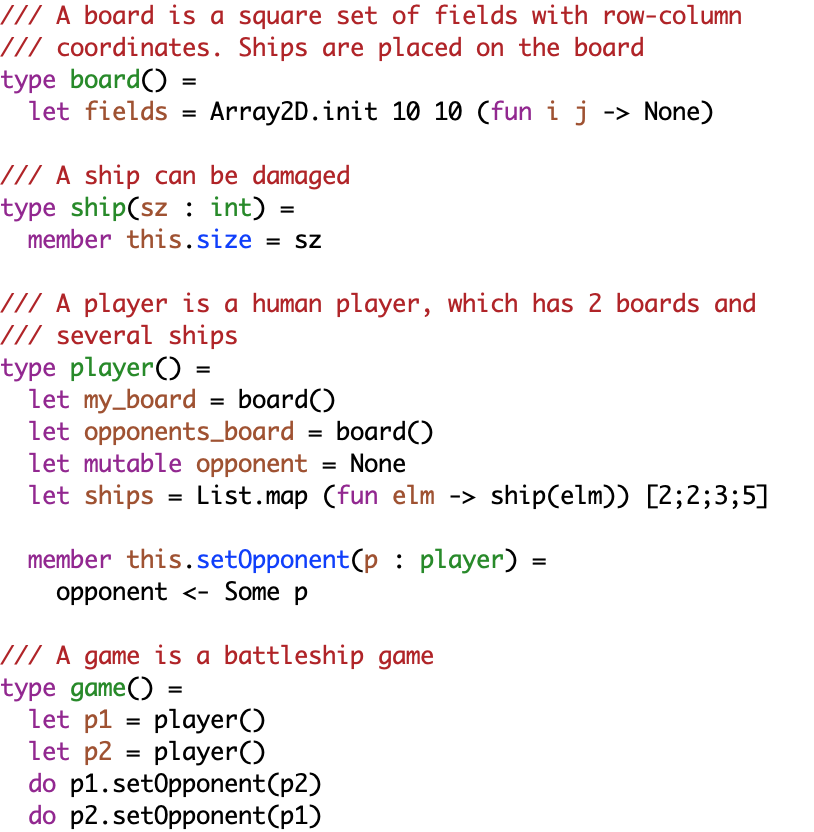 /// A board is a square set of fields with row-column
/// coordinates. Ships are placed on the board
type board() =
  let fields = Array2D.init 10 10 (fun i j -> None)

/// A ship can be damaged
type ship(sz : int) =
  member this.size = sz

/// A player is a human player, which has 2 boards and
/// several ships
type player() =
  let my_board = board()
  let opponents_board = board()
  let mutable opponent = None
  let ships = List.map (fun elm -> ship(elm)) [2;2;3;5]

  member this.setOpponent(p : player) =
    opponent <- Some p

/// A game is a battleship game
type game() =
  let p1 = player()
  let p2 = player()
  do p1.setOpponent(p2)
  do p2.setOpponent(p1)